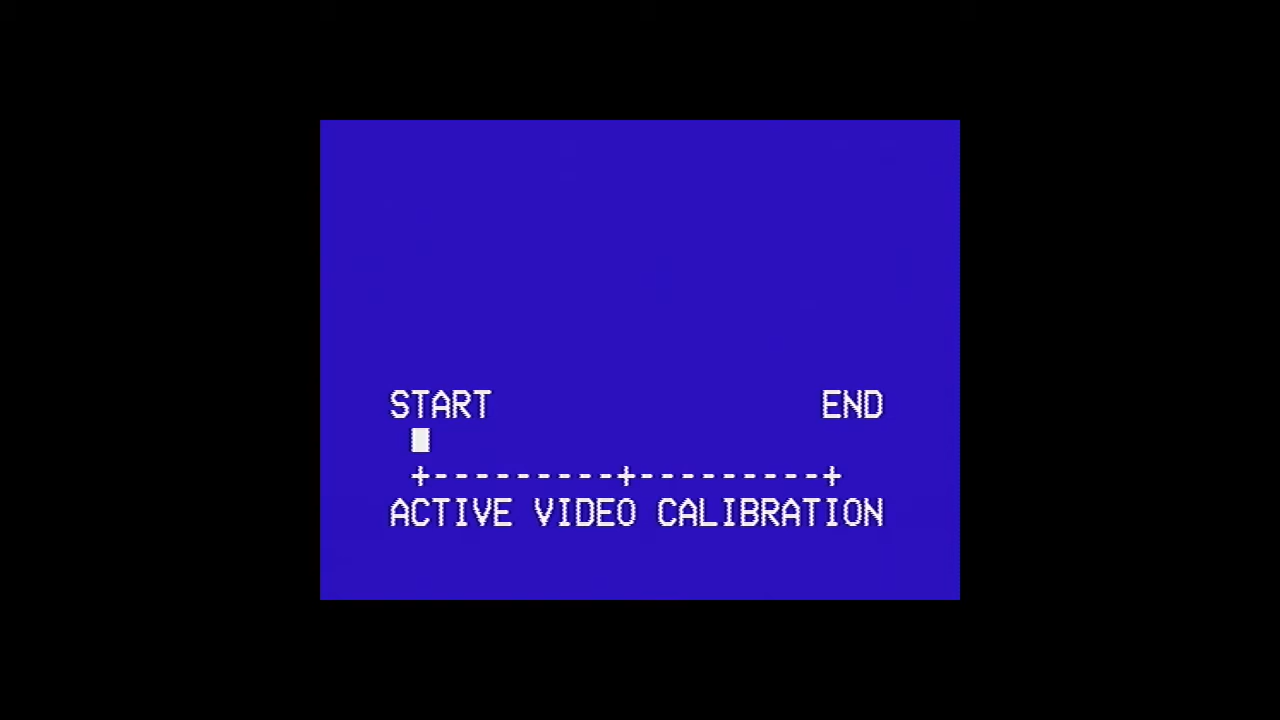 START END
+---------+---------+
ACTIVE VIDEO CALIBRATION